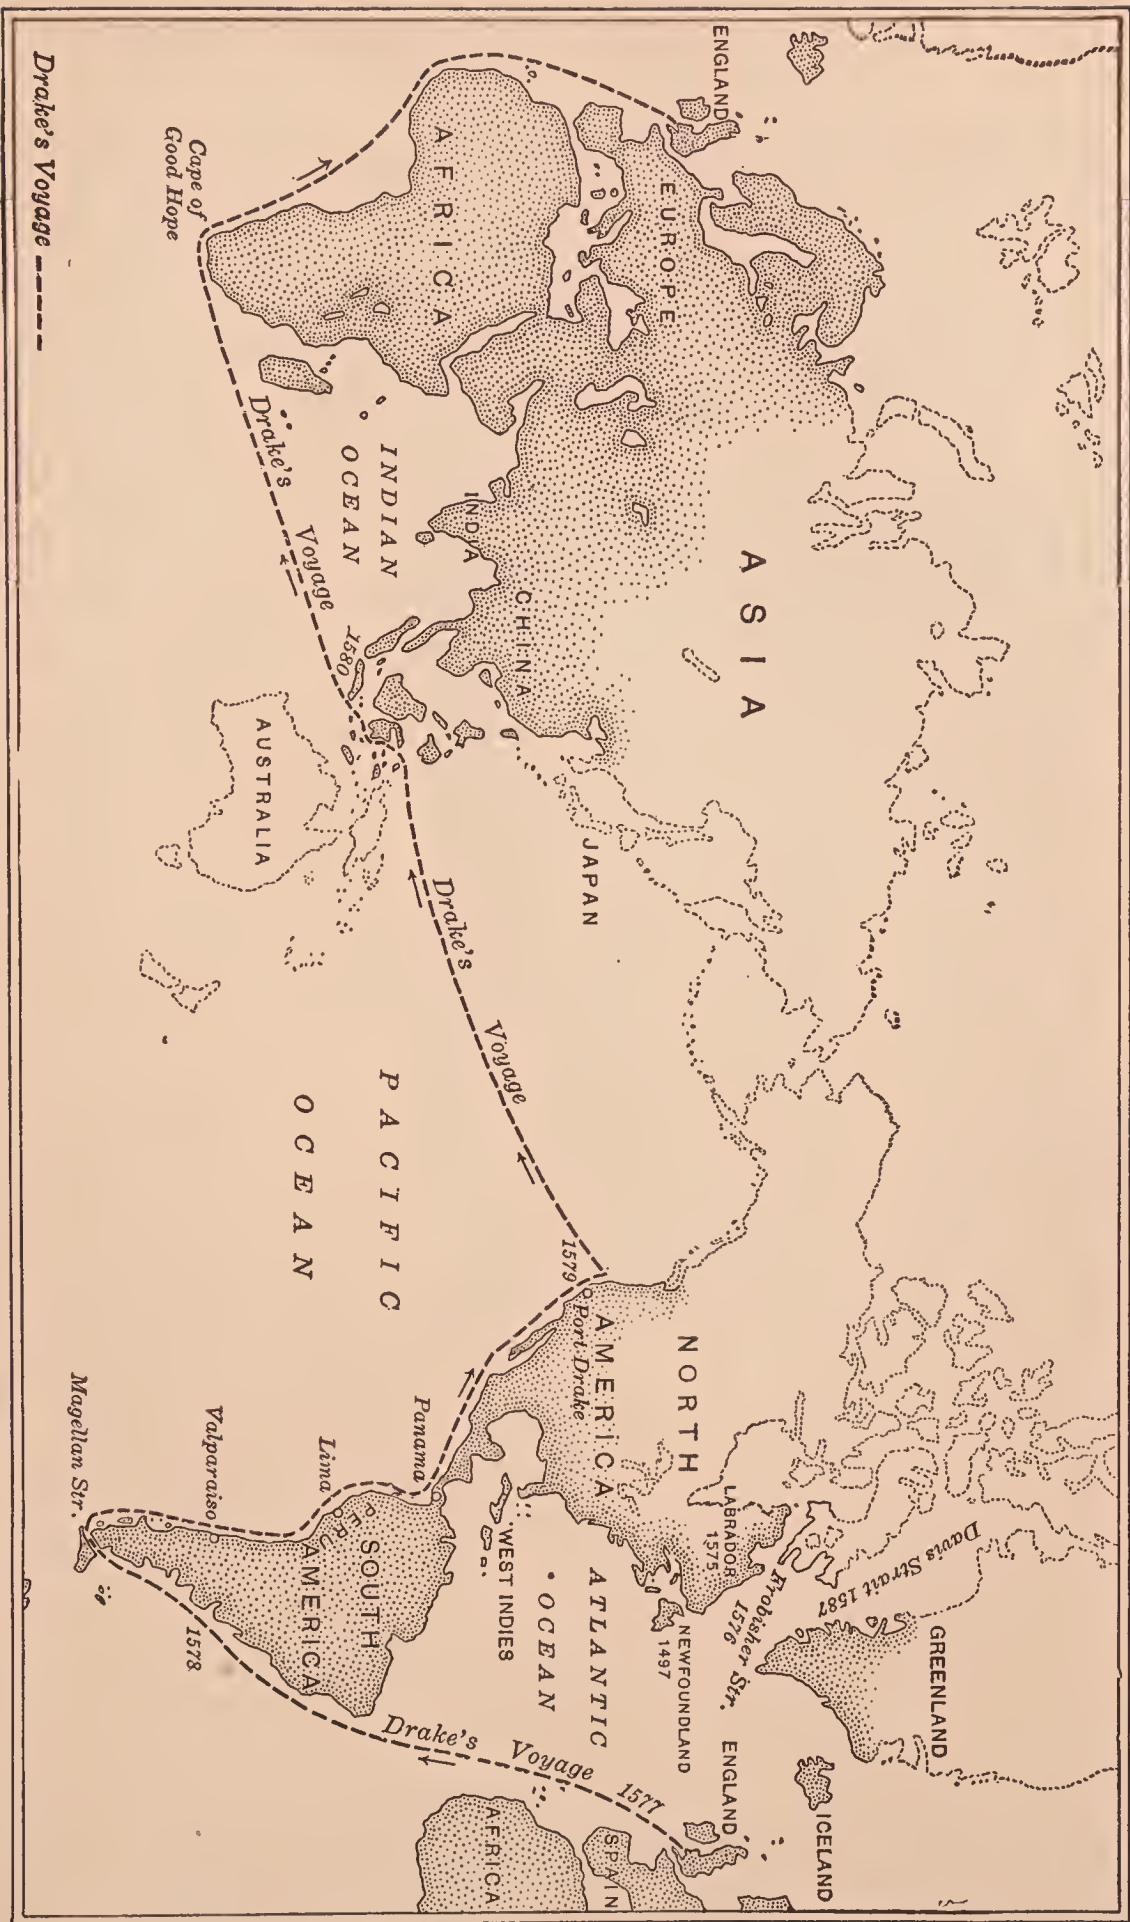 ENGLAND
EUROPE
AFRICA
Cape of
Good Hope
Drake's Voyage
ASIA
INDIA
CHINA
JAPAN
INDIAN
OCEAN
Drake's Voyage
1580
AUSTRALIA
Drake's Voyage
PACIFIC
OCEAN
1579
Port Drake
NORTH
AMERICA
Panama
Lima
PERU
Valparaiso
Magellan Str.
SOUTH
AMERICA
1578
WEST INDIES
ATLANTIC
OCEAN
LABRADOR
1575
NEWFOUNDLAND
1497
Frobisher Str.
1576
Davis Strait 1587
GREENLAND
ICELAND
ENGLAND
Drake's Voyage 1577
SPAIN
AFRICA